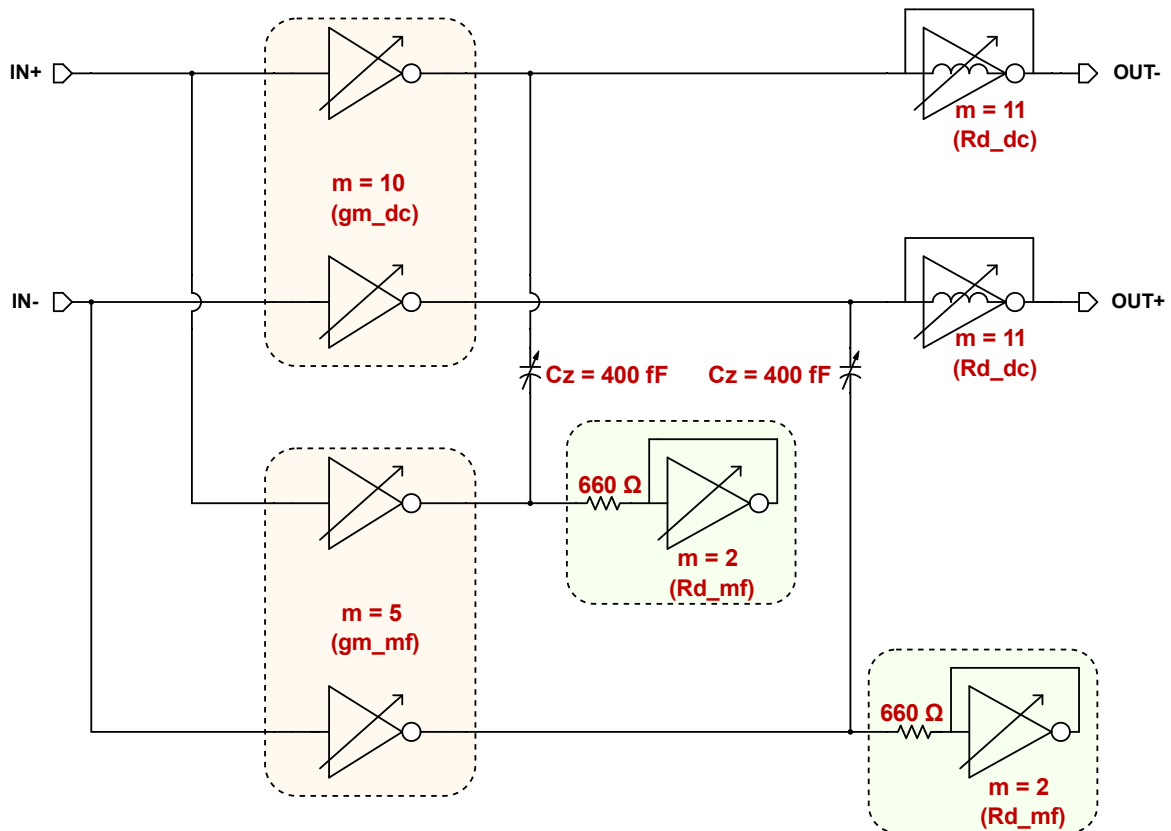 IN+
OUT-
m = 11
(Rd_dc)
m = 10
(gm_dc)
IN-
OUT+
m = 11
(Rd_dc)
Cz = 400 fF
Cz = 400 fF
660 Ω
m = 2
(Rd_mf)
m = 5
(gm_mf)
660 Ω
m = 2
(Rd_mf)